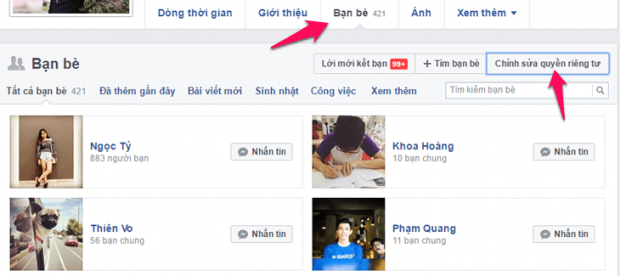 Dòng thời gian Giới thiệu Bạn bè 421 Ảnh Xem thêm
Bạn bè Lời mời kết bạn 99+ + Tìm bạn bè Chỉnh sửa quyền riêng tư
Tất cả bạn bè 421 Đã thêm gần đây Bài viết mới Sinh nhật Công việc Xem thêm Tìm kiếm bạn bè
Ngọc Tỷ
883 người bạn
Nhắn tin
Khoa Hoàng
10 bạn chung
Nhắn tin
Thiên Vo
56 bạn chung
Nhắn tin
Phạm Quang
11 bạn chung
Nhắn tin